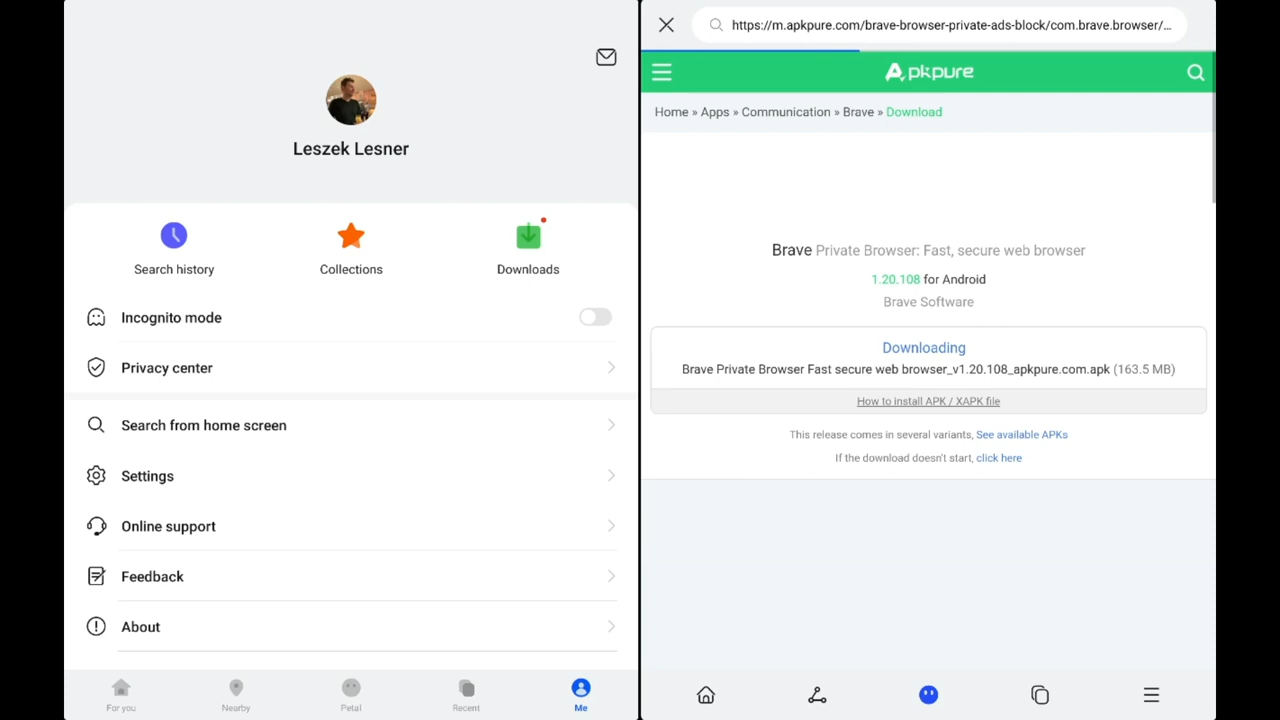 Leszek Lesner
Search history
Collections
Downloads
Incognito mode
Privacy center
Search from home screen
Settings
Online support
Feedback
About
For you
Nearby
Petal
Recent
Me
https://m.apkpure.com/brave-browser-private-ads-block/com.brave.browser/...
Apkpure
Home » Apps » Communication » Brave » Download
Brave Private Browser: Fast, secure web browser
1.20.108 for Android
Brave Software
Downloading
Brave Private Browser Fast secure web browser_v1.20.108_apkpure.com.apk (163.5 MB)
How to install APK / XAPK file
This release comes in several variants, See available APKs
If the download doesn't start, click here